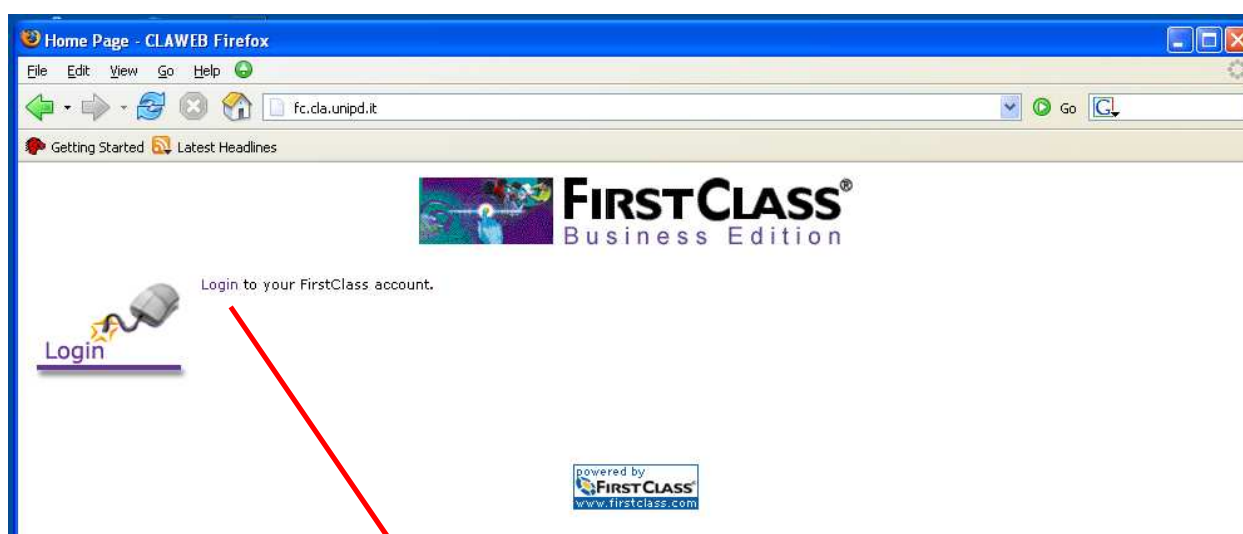 Home Page - CLAWEB Firefox
File Edit View Go Help
fc.cla.unipd.it Go G
Getting Started Latest Headlines
FIRSTCLASS®
Business Edition
Login to your FirstClass account.
Login
powered by
FIRSTCLASS
www.firstclass.com